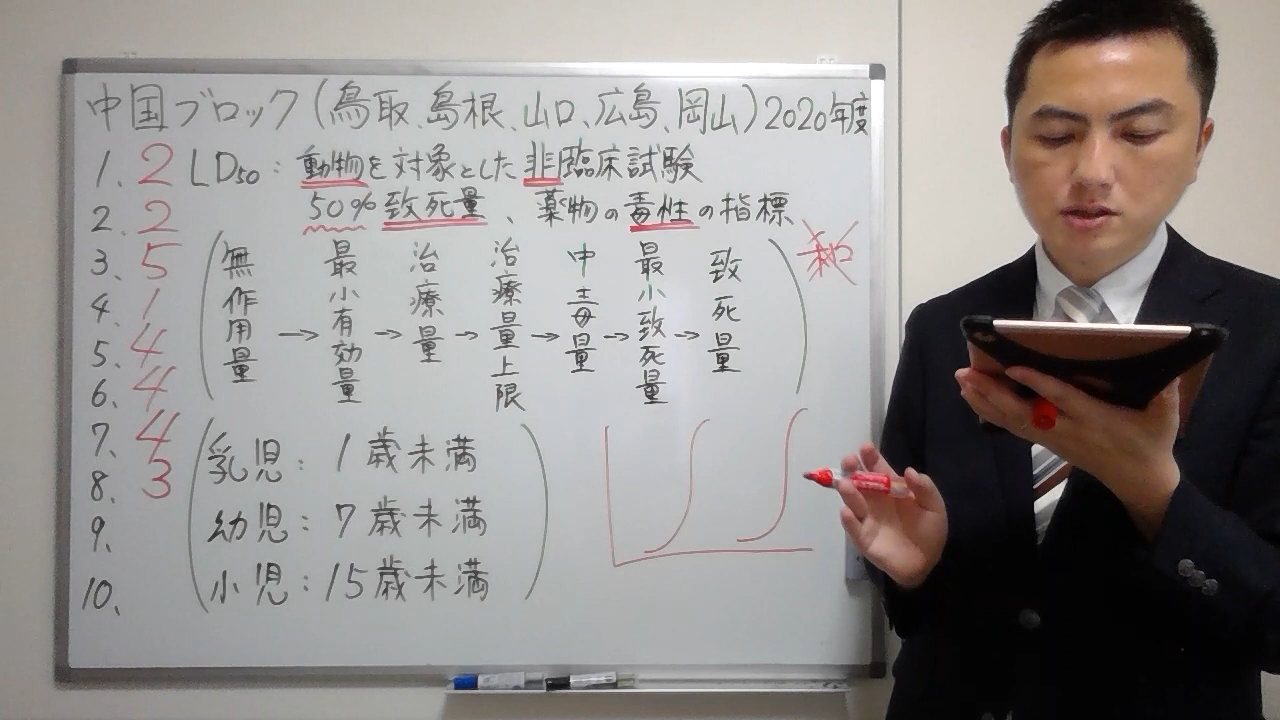 中国ブロック(鳥取、島根、山口、広島、岡山)2020年度
1. 2 LD50:動物を対象とした非臨床試験
50%致死量、薬物の毒性の指標
2. 2
3. 5
4. 1
5. 4
6. 4
7. 4
8. 3
9.
10.
(無作用量→最小有効量→治療量→治療量上限→中毒量→最小致死量→致死量)
乳児:1歳未満
幼児:7歳未満
小児:15歳未満